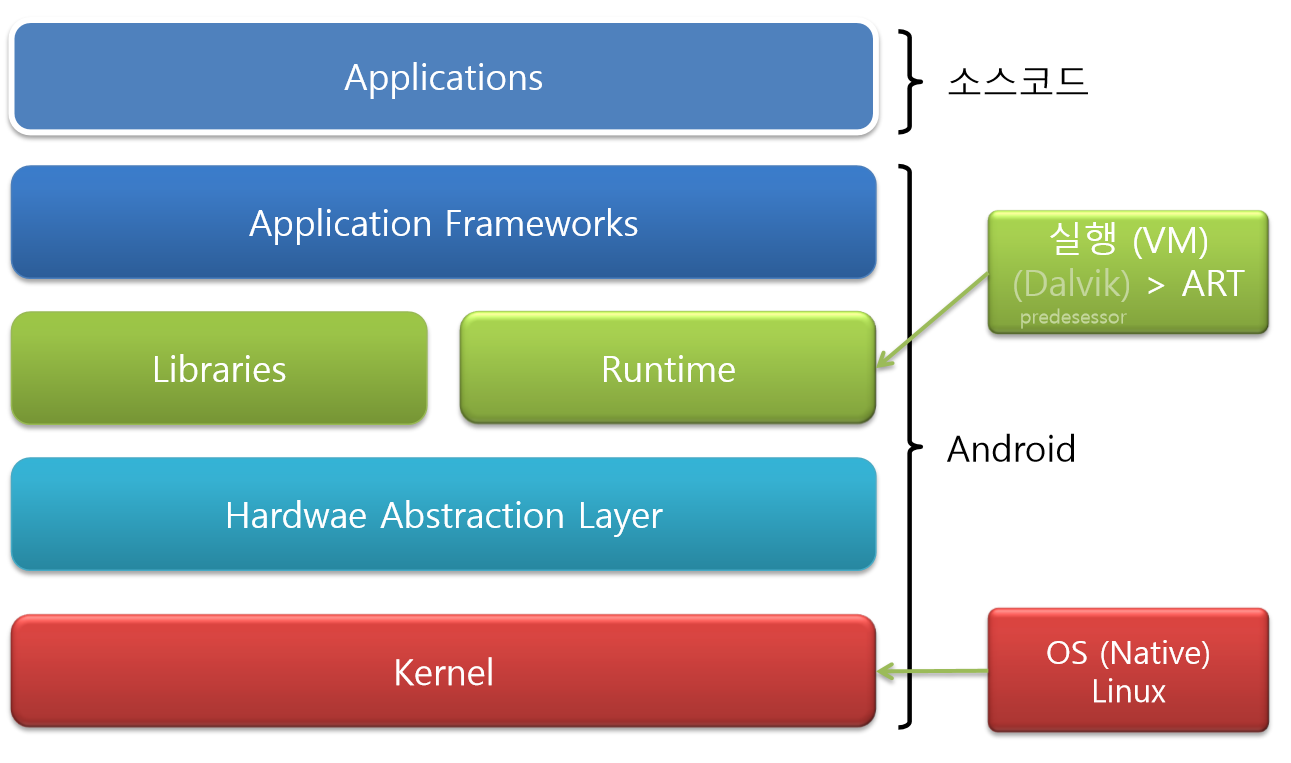 Applications
소스코드
Application Frameworks
실행 (VM)
(Dalvik) > ART
predesessor
Libraries
Runtime
Android
Hardwae Abstraction Layer
Kernel
OS (Native)
Linux